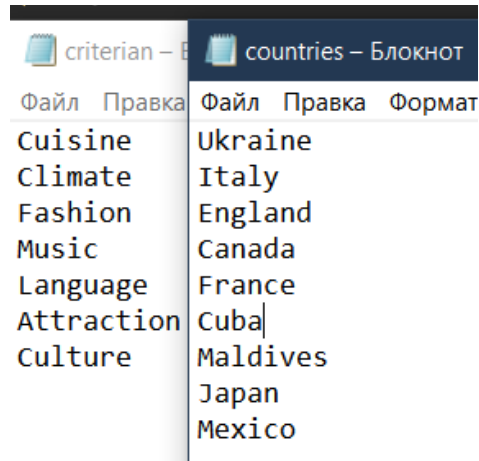 criterian –
Файл Правка
Cuisine
Climate
Fashion
Music
Language
Attraction
Culture
countries – Блокнот
Файл Правка Формат
Ukraine
Italy
England
Canada
France
Cuba
Maldives
Japan
Mexico